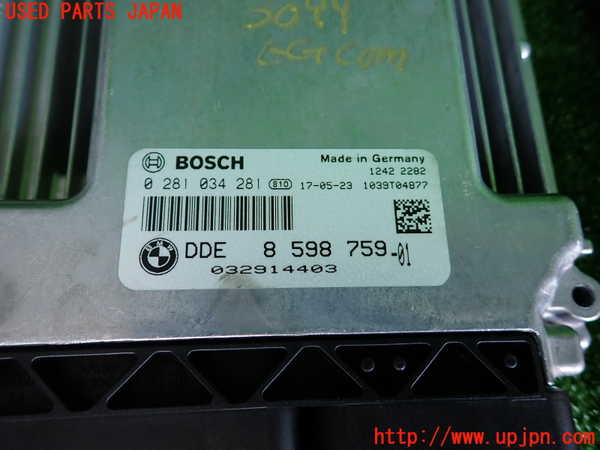 USED PARTS JAPAN
BOSCH
Made in Germany
1242 2282
0 281 034 281 810 17-05-23 1039T04877
BMW
DDE 8 598 759-01
032914403
http://www.upjpn.com